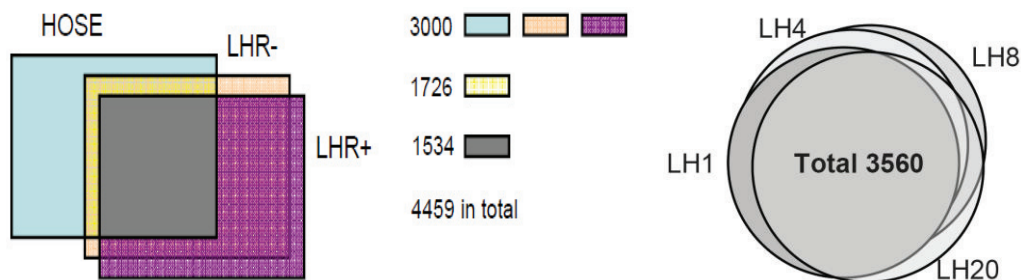 HOSE
LHR-
LHR+
3000
1726
1534
4459 in total
LH4
LH8
LH1
Total 3560
LH20